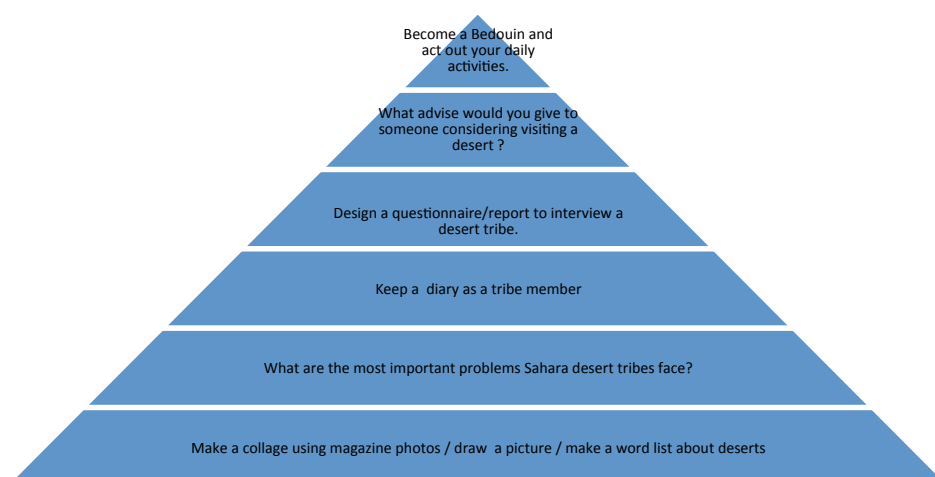 Become a Bedouin and
act out your daily
activities.
What advise would you give to
someone considering visiting a
desert ?
Design a questionnaire/report to interview a
desert tribe.
Keep a  diary as a tribe member
What are the most important problems Sahara desert tribes face?
Make a collage using magazine photos / draw  a picture / make a word list about deserts